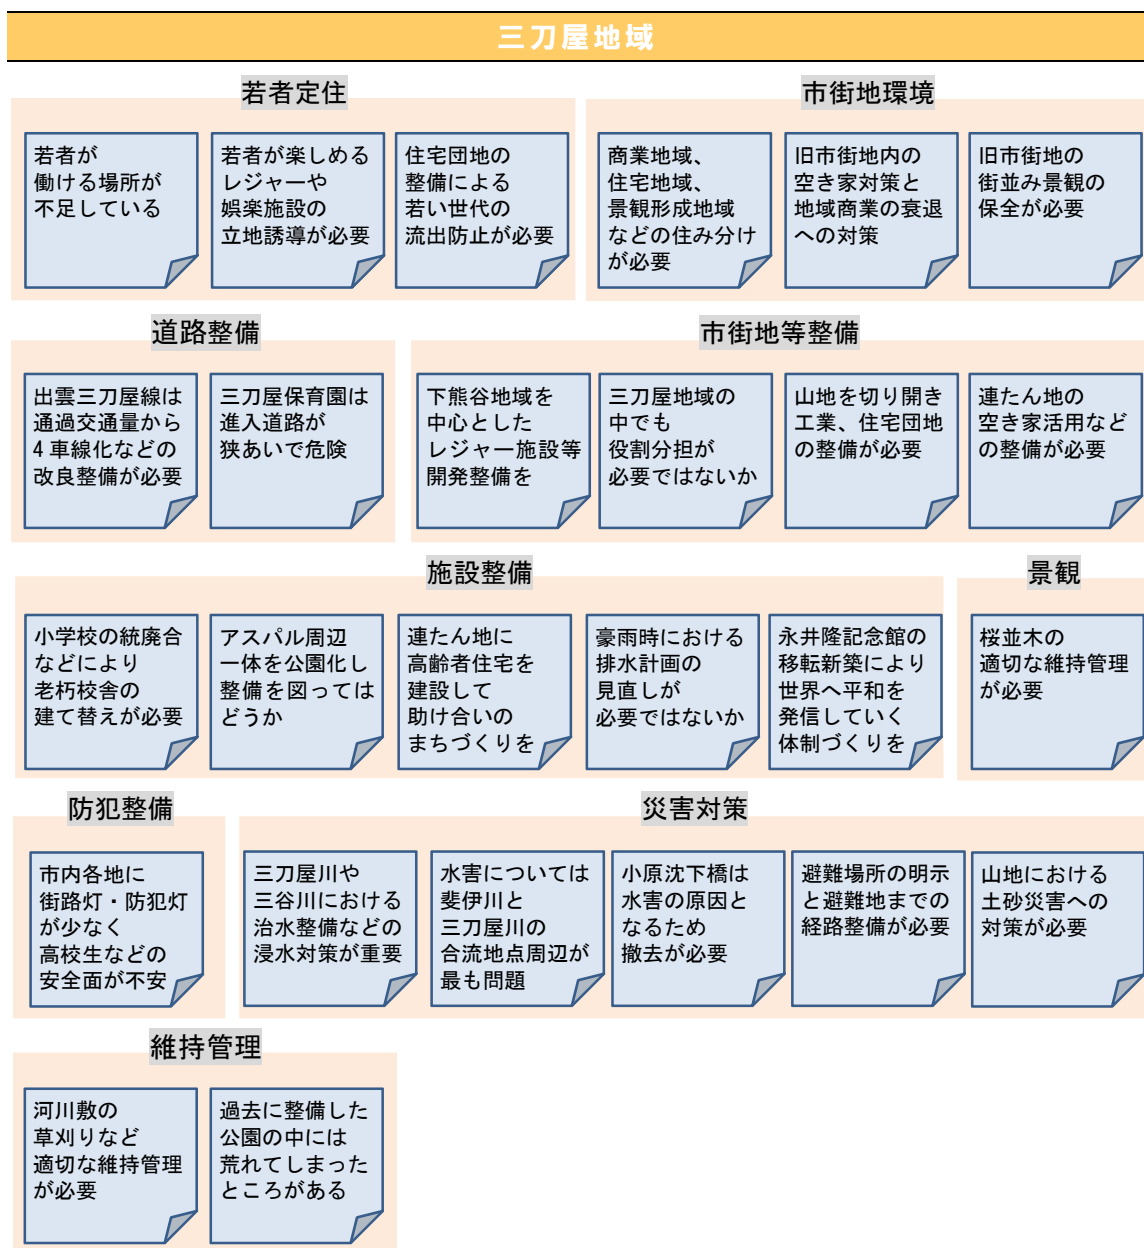 三刀屋地域
若者定住
若者が
働ける場所が
不足している
若者が楽しめる
レジャーや
娯楽施設の
立地誘導が必要
住宅団地の
整備による
若い世代の
流出防止が必要
市街地環境
商業地域、
住宅地域、
景観形成地域
などの住み分け
が必要
旧市街地内の
空き家対策と
地域商業の衰退
への対策
旧市街地の
街並み景観の
保全が必要
道路整備
出雲三刀屋線は
通過交通量から
4車線化などの
改良整備が必要
三刀屋保育園は
進入道路が
狭あいで危険
市街地等整備
下熊谷地域を
中心とした
レジャー施設等
開発整備を
三刀屋地域の
中でも
役割分担が
必要ではないか
山地を切り開き
工業、住宅団地
の整備が必要
連たん地の
空き家活用など
の整備が必要
施設整備
小学校の統廃合
などにより
老朽校舎の
建て替えが必要
アスパル周辺
一体を公園化し
整備を図っては
どうか
連たん地に
高齢者住宅を
建設して
助け合いの
まちづくりを
豪雨時における
排水計画の
見直しが
必要ではないか
永井隆記念館の
移転新築により
世界へ平和を
発信していく
体制づくりを
景観
桜並木の
適切な維持管理
が必要
防犯整備
市内各地に
街路灯・防犯灯
が少なく
高校生などの
安全面が不安
災害対策
三刀屋川や
三谷川における
治水整備などの
浸水対策が重要
水害については
斐伊川と
三刀屋川の
合流地点周辺が
最も問題
小原沈下橋は
水害の原因と
なるため
撤去が必要
避難場所の明示
と避難地までの
経路整備が必要
山地における
土砂災害への
対策が必要
維持管理
河川敷の
草刈りなど
適切な維持管理
が必要
過去に整備した
公園の中には
荒れてしまった
ところがある